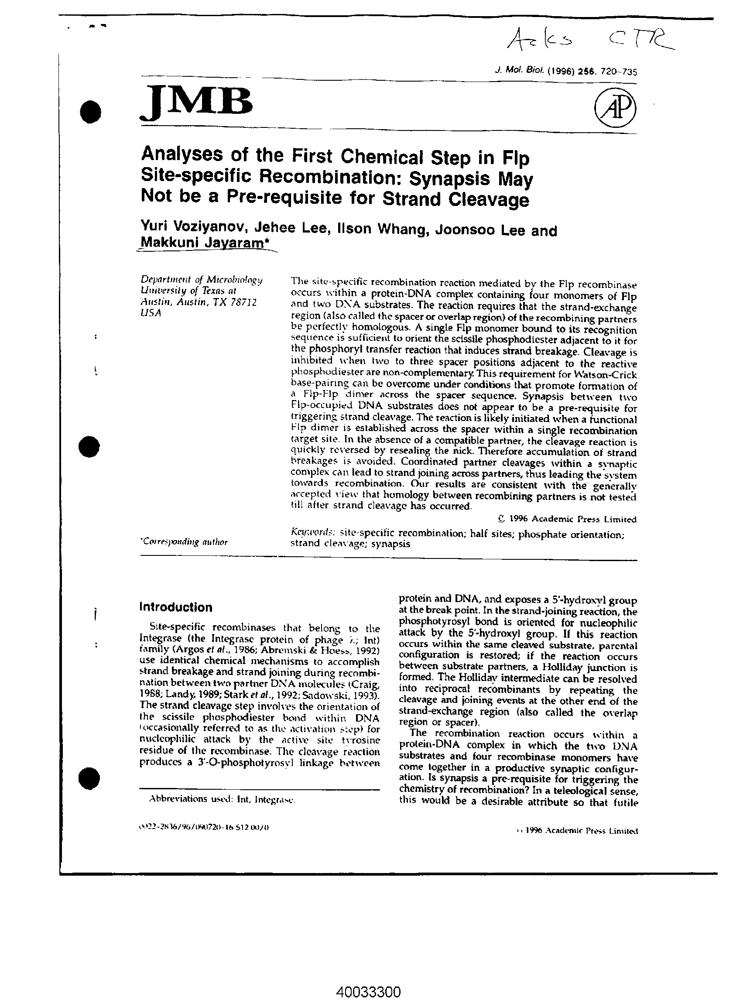 Acks CTR
J. Mol. Biol. (1996) 256, 720–735
JMB
AP
Analyses of the First Chemical Step in Flp
Site-specific Recombination: Synapsis May
Not be a Pre-requisite for Strand Cleavage
Yuri Voziyanov, Jehee Lee, Ilson Whang, Joonsoo Lee and
Makkuni Jayaram*
Department of Microbiology
University of Texas at
Austin, Austin, TX 78712
USA
The site-specific recombination reaction mediated by the Flp recombinase
occurs within a protein-DNA complex containing four monomers of Flp
and two DNA substrates. The reaction requires that the strand-exchange
region (also called the spacer or overlap region) of the recombining partners
be perfectly homologous. A single Flp monomer bound to its recognition
sequence is sufficient to orient the scissile phosphodiester adjacent to it for
the phosphoryl transfer reaction that induces strand breakage. Cleavage is
inhibited when two to three spacer positions adjacent to the reactive
phosphodiester are non-complementary. This requirement for Watson-Crick
base-pairing can be overcome under conditions that promote formation of
a Flp-Flp dimer across the spacer sequence. Synapsis between two
Flp-occupied DNA substrates does not appear to be a pre-requisite for
triggering strand cleavage. The reaction is likely initiated when a functional
Flp dimer is established across the spacer within a single recombination
target site. In the absence of a compatible partner, the cleavage reaction is
quickly reversed by resealing the nick. Therefore accumulation of strand
breakages is avoided. Coordinated partner cleavages within a synaptic
complex can lead to strand joining across partners, thus leading the system
towards recombination. Our results are consistent with the generally
accepted view that homology between recombining partners is not tested
till after strand cleavage has occurred.
© 1996 Academic Press Limited
*Corresponding author
Keywords: site-specific recombination; half sites; phosphate orientation;
strand cleavage; synapsis
Introduction
Site-specific recombinases that belong to the
Integrase (the Integrase protein of phage λ; Int)
family (Argos et al., 1986; Abremski & Hoess, 1992)
use identical chemical mechanisms to accomplish
strand breakage and strand joining during recombi-
nation between two partner DNA molecules (Craig,
1988; Landy, 1989; Stark et al., 1992; Sadowski, 1993).
The strand cleavage step involves the orientation of
the scissile phosphodiester bond within DNA
(occasionally referred to as the activation step) for
nucleophilic attack by the active site tyrosine
residue of the recombinase. The cleavage reaction
produces a 3'-O-phosphotyrosyl linkage between
Abbreviations used: Int, Integrase.
0022-2836/96/090720-16 $12.00/0
protein and DNA, and exposes a 5'-hydroxyl group
at the break point. In the strand-joining reaction, the
phosphotyrosyl bond is oriented for nucleophilic
attack by the 5'-hydroxyl group. If this reaction
occurs within the same cleaved substrate, parental
configuration is restored; if the reaction occurs
between substrate partners, a Holliday junction is
formed. The Holliday intermediate can be resolved
into reciprocal recombinants by repeating the
cleavage and joining events at the other end of the
strand-exchange region (also called the overlap
region or spacer).
The recombination reaction occurs within a
protein-DNA complex in which the two DNA
substrates and four recombinase monomers have
come together in a productive synaptic configur-
ation. Is synapsis a pre-requisite for triggering the
chemistry of recombination? In a teleological sense,
this would be a desirable attribute so that futile
© 1996 Academic Press Limited
40033300